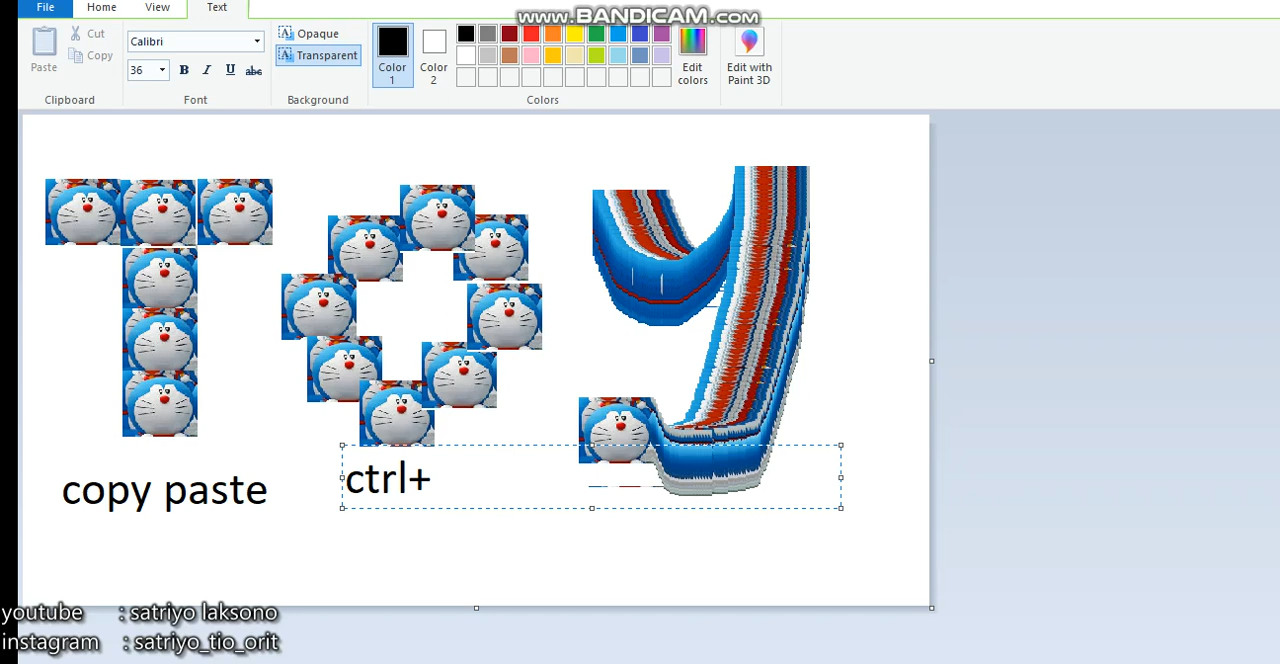 www.BANDICAM.com
File Home View Text
Paste
Cut
Copy
Clipboard
Calibri
36 B I U abc
Font
Opaque
Transparent
Background
Color 1
Color 2
Colors
Edit colors
Edit with Paint 3D
ToY
copy paste
ctrl+
youtube : satriyo laksono
instagram : satriyo_tio_orit